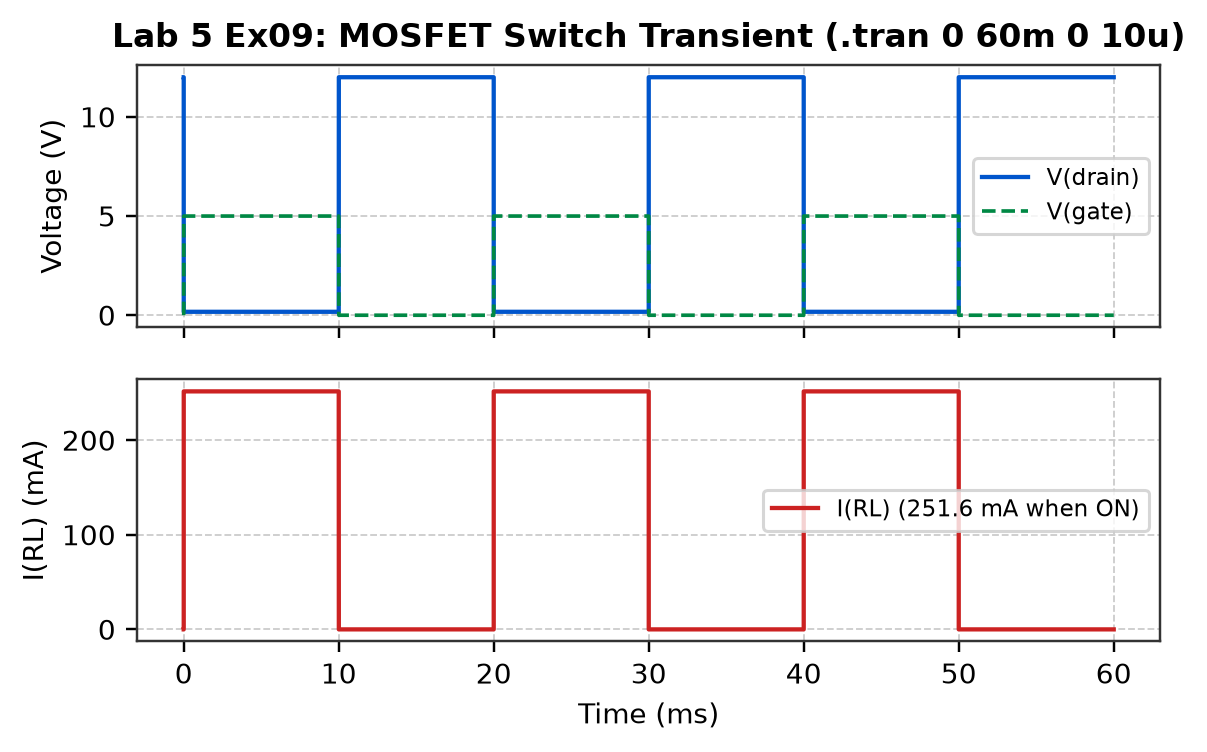 Lab 5 Ex09: MOSFET Switch Transient (.tran 0 60m 0 10u)
Voltage (V)
10
5
0
V(drain)
V(gate)
I(RL) (mA)
200
100
0
I(RL) (251.6 mA when ON)
0 10 20 30 40 50 60
Time (ms)